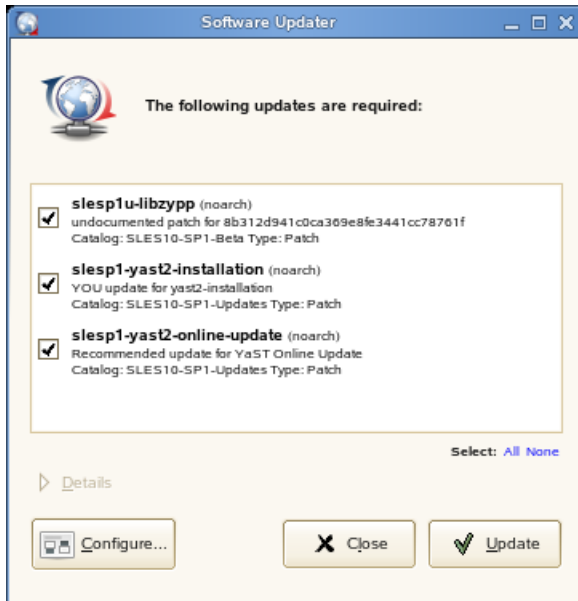 Software Updater
The following updates are required:
slesp1u-libzypp (noarch)
undocumented patch for 8b312d941c0ca369e8fe3441cc78761f
Catalog: SLES10-SP1-Beta Type: Patch
slesp1-yast2-installation (noarch)
YOU update for yast2-installation
Catalog: SLES10-SP1-Updates Type: Patch
slesp1-yast2-online-update (noarch)
Recommended update for YaST Online Update
Catalog: SLES10-SP1-Updates Type: Patch
Select: All None
Details
Configure... Close Update